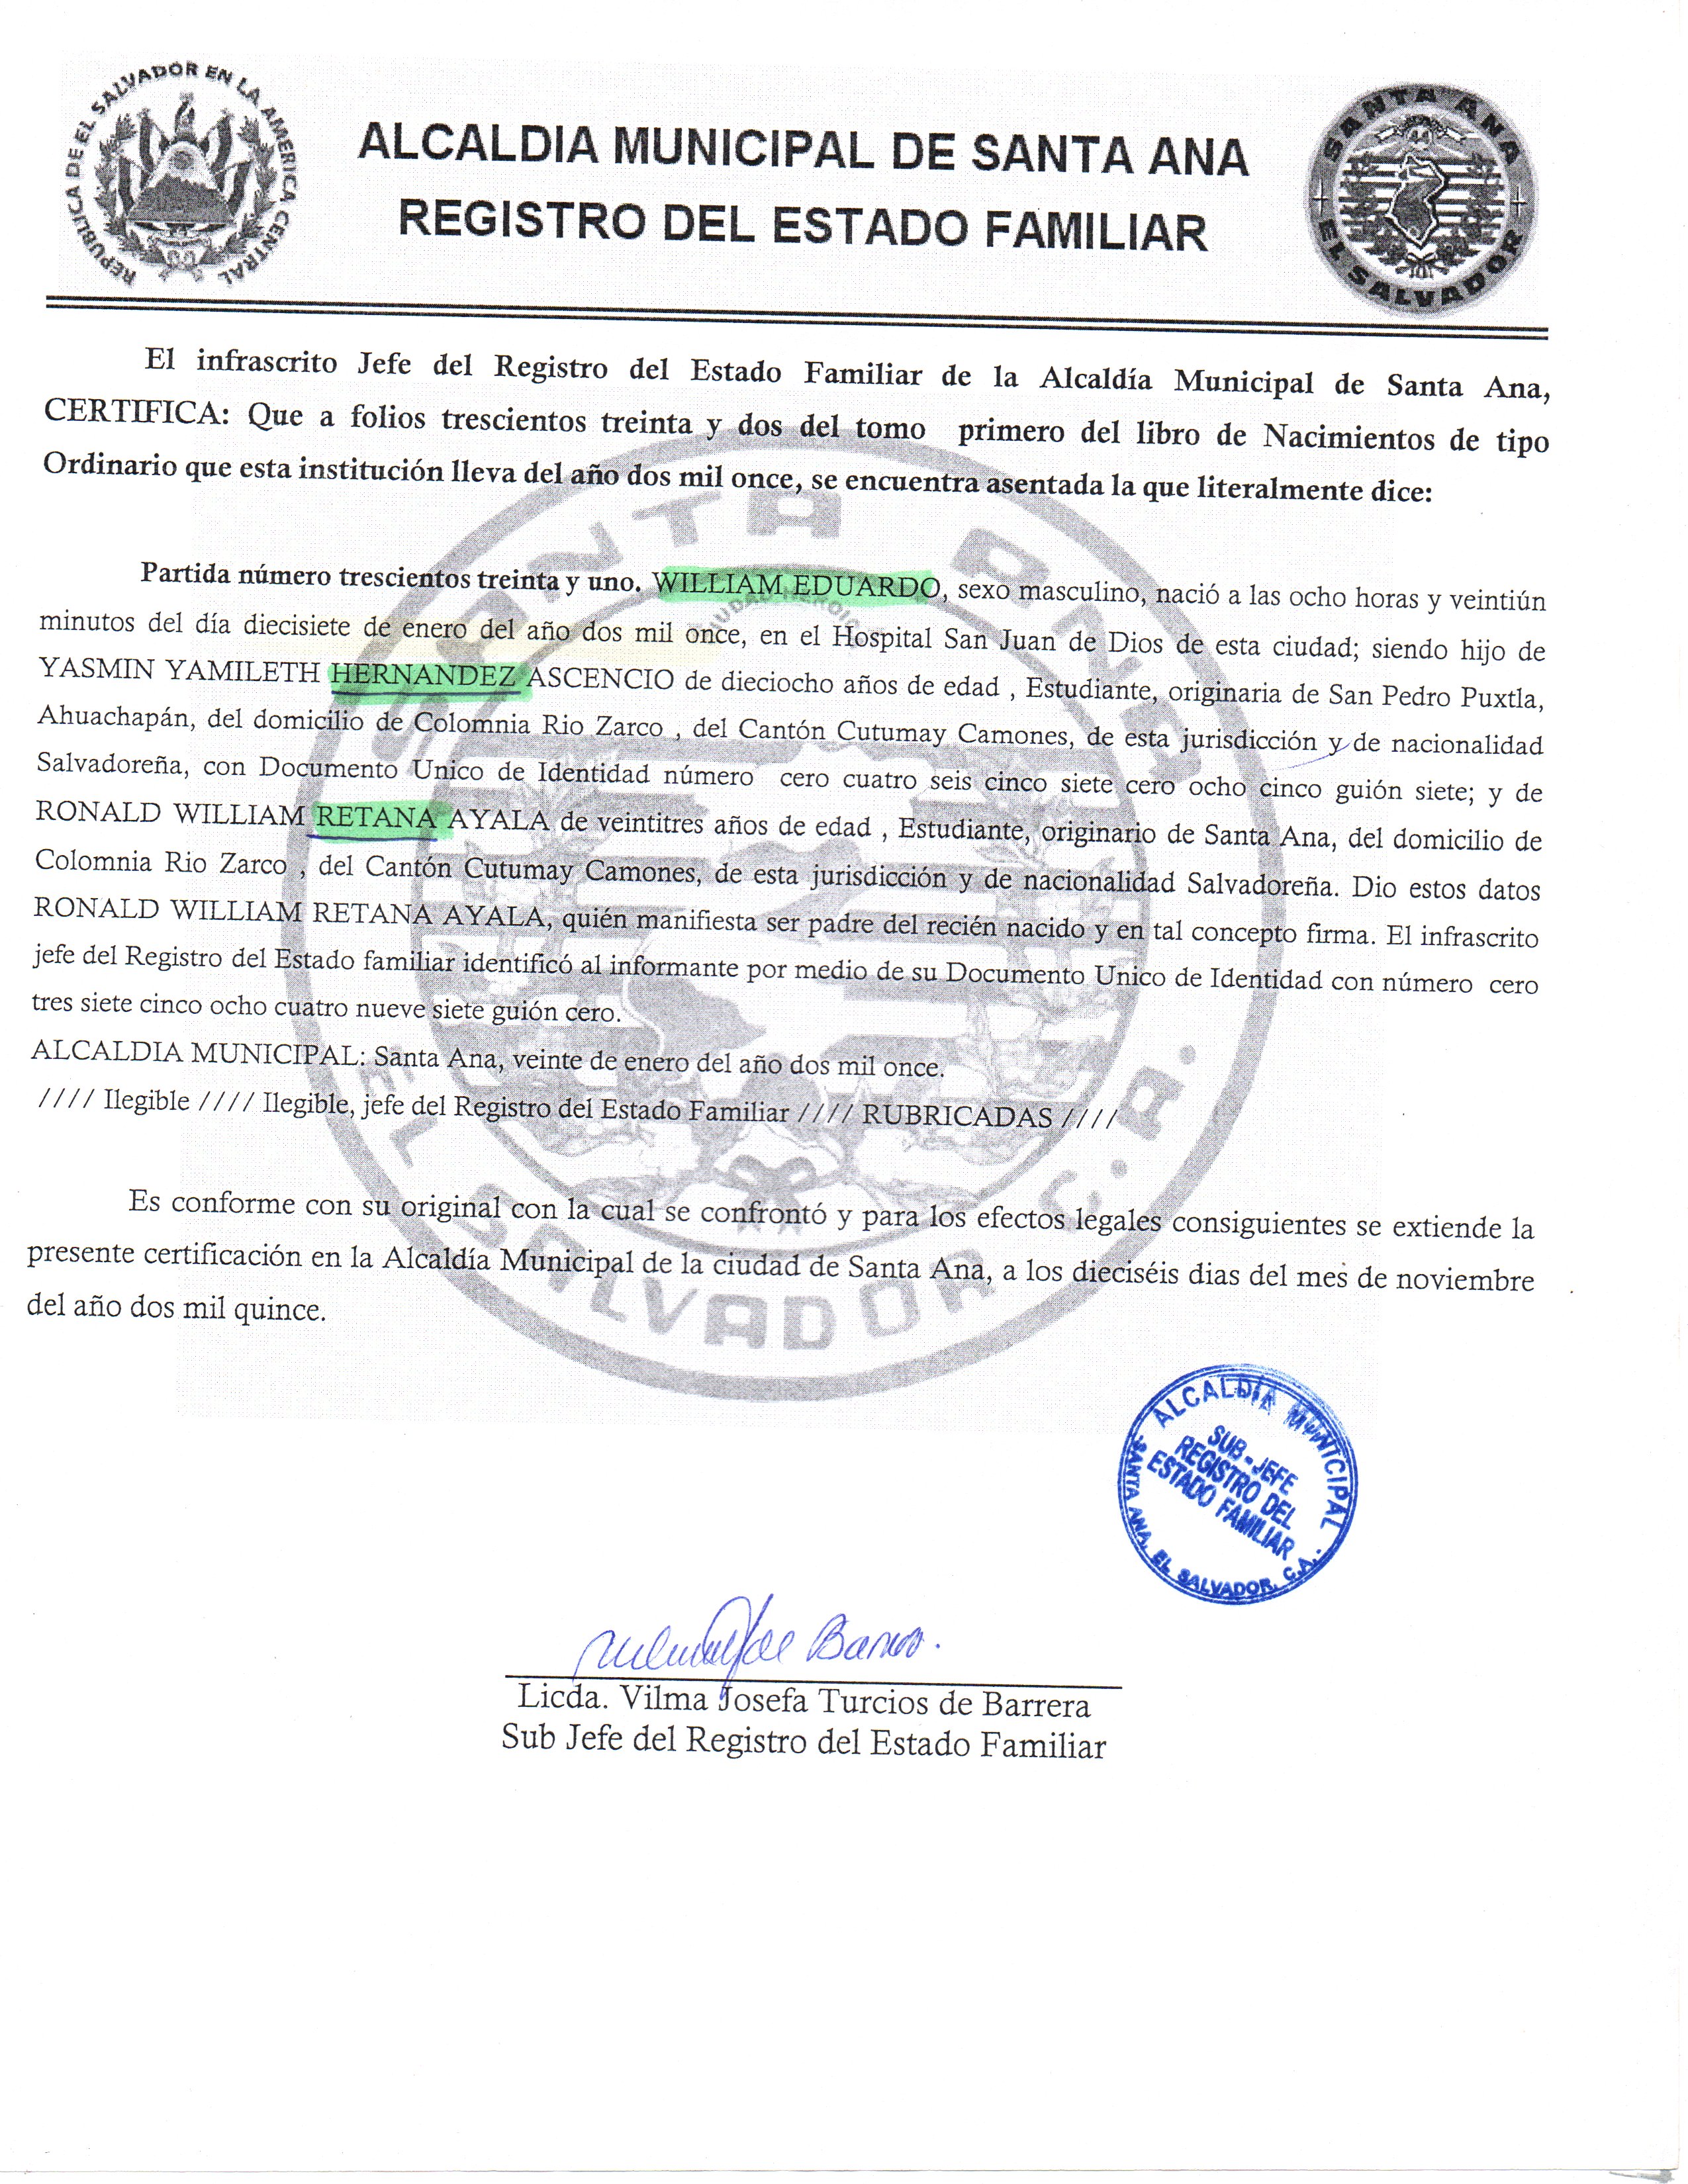 REPUBLICA DE EL SALVADOR EN LA AMERICA CENTRAL
ALCALDIA MUNICIPAL DE SANTA ANA
REGISTRO DEL ESTADO FAMILIAR
SANTA ANA
EL SALVADOR
El infrascrito Jefe del Registro del Estado Familiar de la Alcaldía Municipal de Santa Ana,
CERTIFICA: Que a folios trescientos treinta y dos del tomo primero del libro de Nacimientos de tipo
Ordinario que esta institución lleva del año dos mil once, se encuentra asentada la que literalmente dice:
Partida número trescientos treinta y uno. WILLIAM EDUARDO, sexo masculino, nació a las ocho horas y veintiún
minutos del día diecisiete de enero del año dos mil once, en el Hospital San Juan de Dios de esta ciudad; siendo hijo de
YASMIN YAMILETH HERNANDEZ ASCENCIO de dieciocho años de edad , Estudiante, originaria de San Pedro Puxtla,
Ahuachapán, del domicilio de Colomnia Rio Zarco , del Cantón Cutumay Camones, de esta jurisdicción y de nacionalidad
Salvadoreña, con Documento Unico de Identidad número cero cuatro seis cinco siete cero ocho cinco guión siete; y de
RONALD WILLIAM RETANA AYALA de veintitres años de edad , Estudiante, originario de Santa Ana, del domicilio de
Colomnia Rio Zarco , del Cantón Cutumay Camones, de esta jurisdicción y de nacionalidad Salvadoreña. Dio estos datos
RONALD WILLIAM RETANA AYALA, quién manifiesta ser padre del recién nacido y en tal concepto firma. El infrascrito
jefe del Registro del Estado familiar identificó al informante por medio de su Documento Unico de Identidad con número cero
tres siete cinco ocho cuatro nueve siete guión cero.
ALCALDIA MUNICIPAL: Santa Ana, veinte de enero del año dos mil once.
//// Ilegible //// Ilegible, jefe del Registro del Estado Familiar //// RUBRICADAS ////
Es conforme con su original con la cual se confrontó y para los efectos legales consiguientes se extiende la
presente certificación en la Alcaldía Municipal de la ciudad de Santa Ana, a los dieciséis dias del mes de noviembre
del año dos mil quince.
SANTA ANA
EL SALVADOR C.A.
ALCALDÍA MUNICIPAL
SUB-JEFE
REGISTRO DEL
ESTADO FAMILIAR
SANTA ANA, EL SALVADOR, C.A.
Licda. Vilma Josefa Turcios de Barrera
Sub Jefe del Registro del Estado Familiar